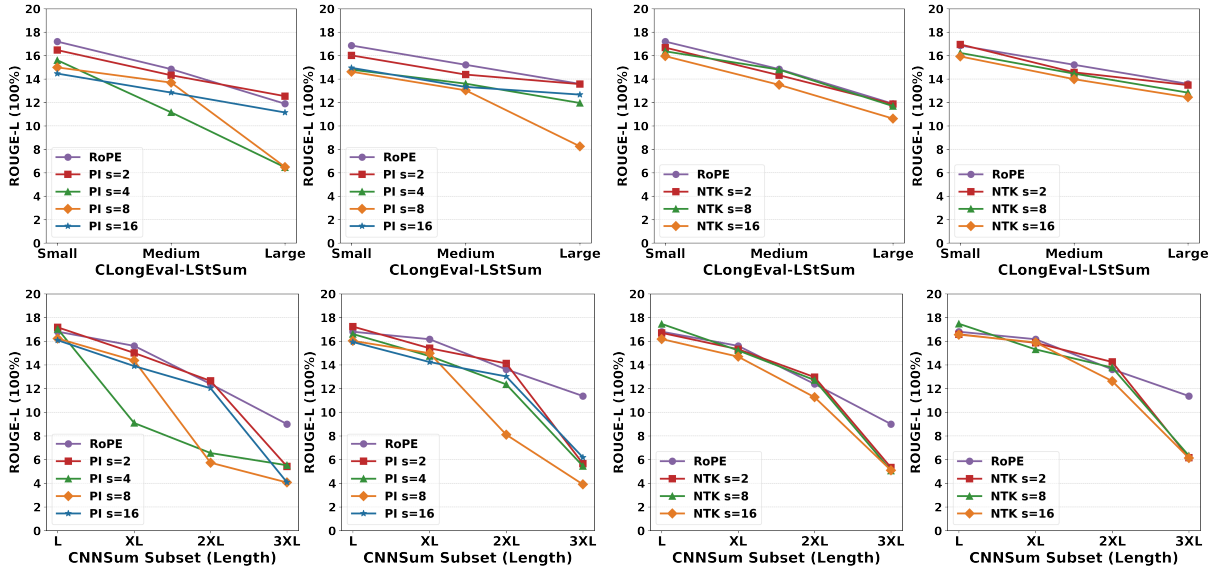 20
18
16
14
12
10
8
6
4
2
0
ROUGE-L (100%)
RoPE
PI s=2
PI s=4
PI s=8
PI s=16
Small Medium Large
CLongEval-LStSum
20
18
16
14
12
10
8
6
4
2
0
ROUGE-L (100%)
RoPE
PI s=2
PI s=4
PI s=8
PI s=16
Small Medium Large
CLongEval-LStSum
20
18
16
14
12
10
8
6
4
2
0
ROUGE-L (100%)
RoPE
NTK s=2
NTK s=8
NTK s=16
Small Medium Large
CLongEval-LStSum
20
18
16
14
12
10
8
6
4
2
0
ROUGE-L (100%)
RoPE
NTK s=2
NTK s=8
NTK s=16
Small Medium Large
CLongEval-LStSum
20
18
16
14
12
10
8
6
4
2
0
ROUGE-L (100%)
RoPE
PI s=2
PI s=4
PI s=8
PI s=16
L XL 2XL 3XL
CNNSum Subset (Length)
20
18
16
14
12
10
8
6
4
2
0
ROUGE-L (100%)
RoPE
PI s=2
PI s=4
PI s=8
PI s=16
L XL 2XL 3XL
CNNSum Subset (Length)
20
18
16
14
12
10
8
6
4
2
0
ROUGE-L (100%)
RoPE
NTK s=2
NTK s=8
NTK s=16
L XL 2XL 3XL
CNNSum Subset (Length)
20
18
16
14
12
10
8
6
4
2
0
ROUGE-L (100%)
RoPE
NTK s=2
NTK s=8
NTK s=16
L XL 2XL 3XL
CNNSum Subset (Length)